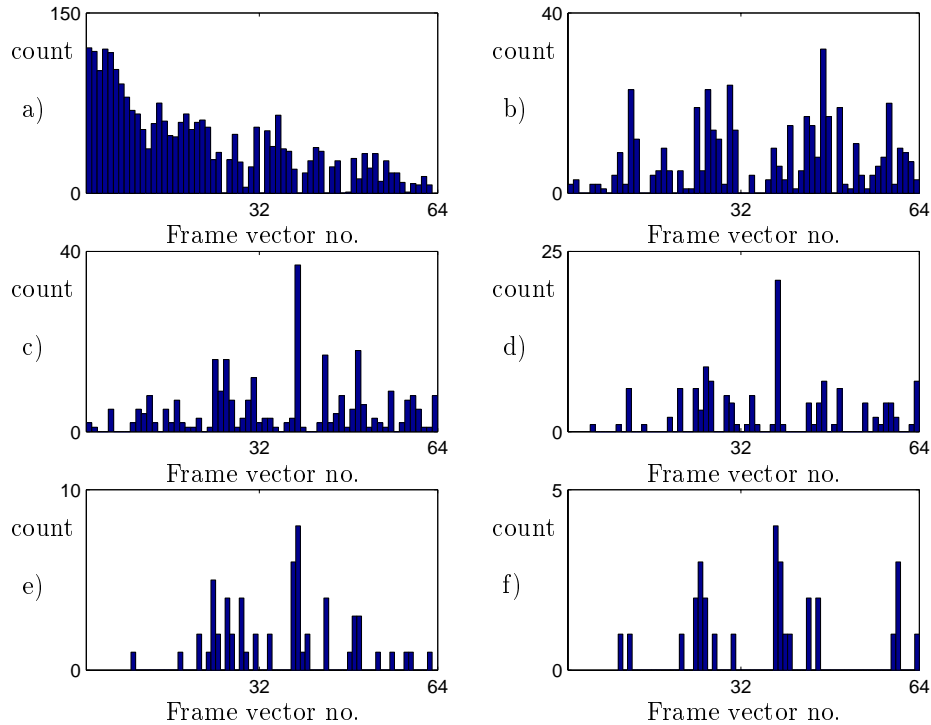 150
count
a)
0
32
64
Frame vector no.
40
count
b)
0
32
64
Frame vector no.
40
count
c)
0
32
64
Frame vector no.
25
count
d)
0
32
64
Frame vector no.
10
count
e)
0
32
64
Frame vector no.
5
count
f)
0
32
64
Frame vector no.